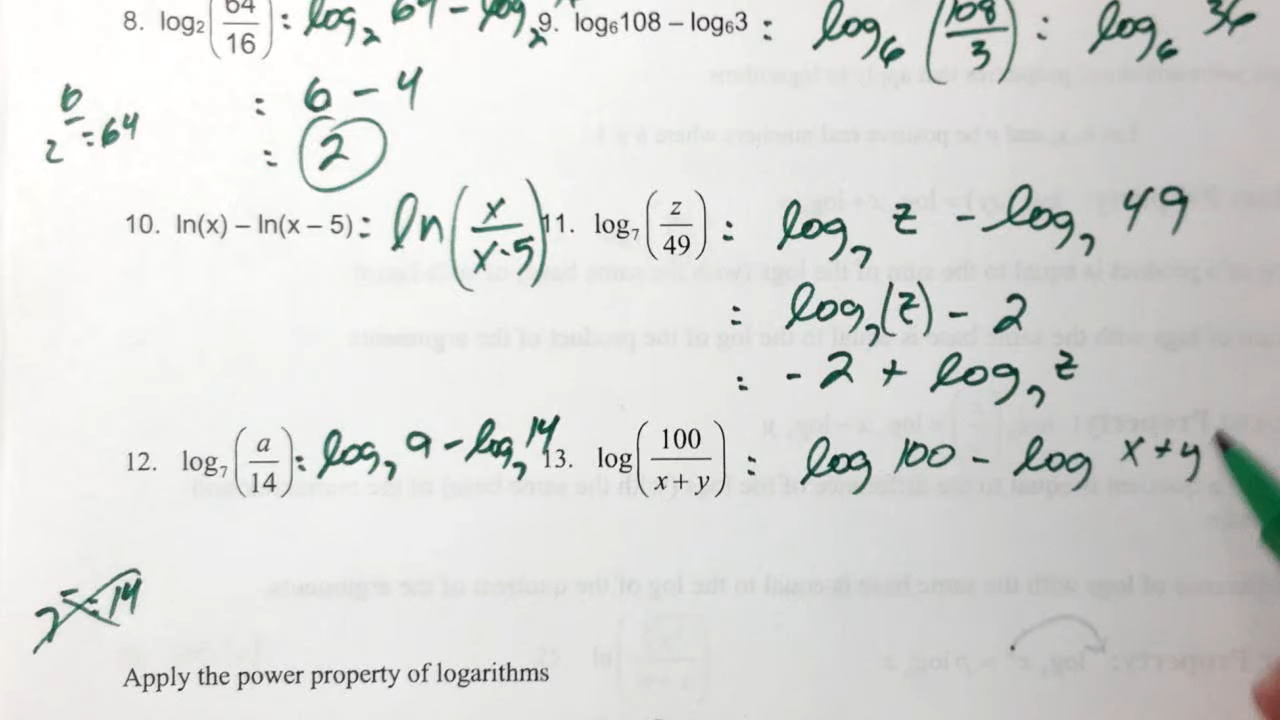 8. log₂(64/16) : log₂ 64 - log₂
: 6 - 4
: 2
2^6 = 64
9. log₆108 – log₆3 : log₆ (108/3) : log₆ 36
10. ln(x) – ln(x – 5) : ln(x/x-5)
11. log₇(z/49) : log₇ z - log₇ 49
: log₇(z) - 2
: -2 + log₇ z
12. log₇(a/14) : log₇ a - log₇ 14
7 = 14
13. log(100/x+y) : log 100 - log x+y
Apply the power property of logarithms